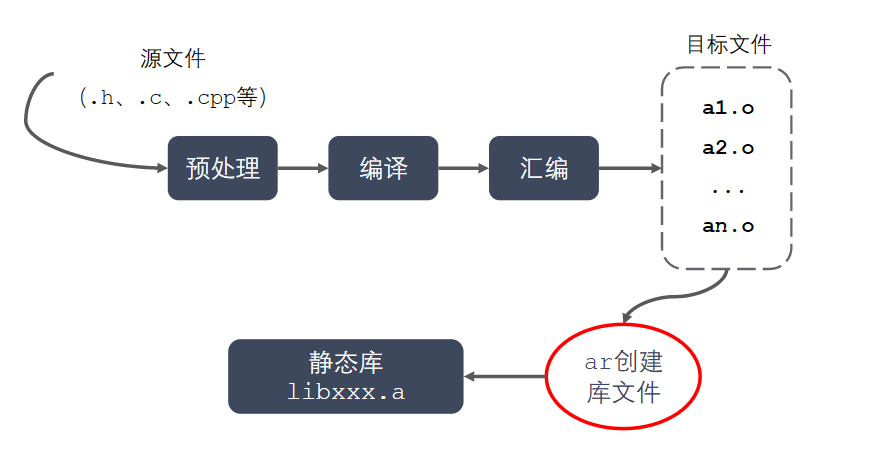 源文件
(.h、.c、.cpp等)
预处理
编译
汇编
目标文件
a1.o
a2.o
...
an.o
ar创建
库文件
静态库
libxxx.a